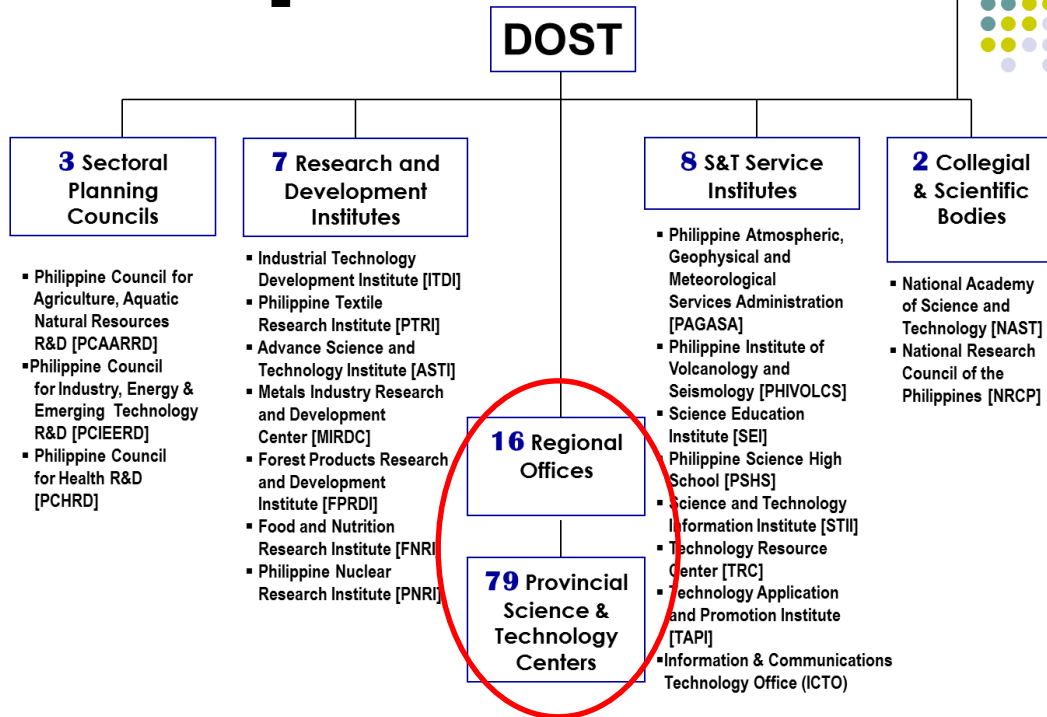 DOST
3 Sectoral
Planning
Councils
▪ Philippine Council for
Agriculture, Aquatic
Natural Resources
R&D [PCAARRD]
▪Philippine Council
for Industry, Energy &
Emerging Technology
R&D [PCIEERD]
▪ Philippine Council
for Health R&D
[PCHRD]
7 Research and
Development
Institutes
▪ Industrial Technology
Development Institute [ITDI]
▪ Philippine Textile
Research Institute [PTRI]
▪ Advance Science and
Technology Institute [ASTI]
▪ Metals Industry Research
and Development
Center [MIRDC]
▪ Forest Products Research
and Development
Institute [FPRDI]
▪ Food and Nutrition
Research Institute [FNRI]
▪ Philippine Nuclear
Research Institute [PNRI]
16 Regional
Offices
79 Provincial
Science &
Technology
Centers
8 S&T Service
Institutes
▪ Philippine Atmospheric,
Geophysical and
Meteorological
Services Administration
[PAGASA]
▪ Philippine Institute of
Volcanology and
Seismology [PHIVOLCS]
▪ Science Education
Institute [SEI]
▪ Philippine Science High
School [PSHS]
▪ Science and Technology
Information Institute [STII]
▪ Technology Resource
Center [TRC]
▪ Technology Application
and Promotion Institute
[TAPI]
▪Information & Communications
Technology Office (ICTO)
2 Collegial
& Scientific
Bodies
▪ National Academy
of Science and
Technology [NAST]
▪ National Research
Council of the
Philippines [NRCP]